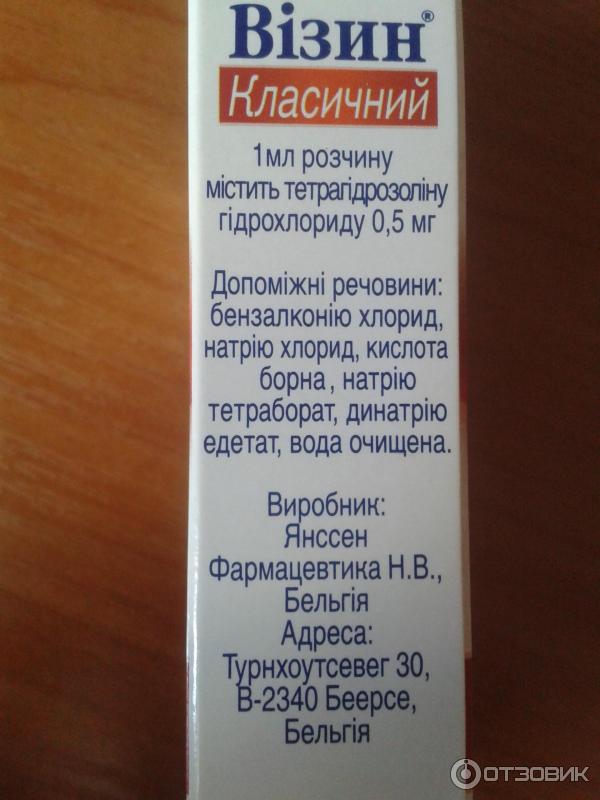 Візин®
Класичний
1мл розчину
містить тетрагідрозоліну
гідрохлориду 0,5 мг
Допоміжні речовини:
бензалконію хлорид,
натрію хлорид, кислота
борна, натрію
тетраборат, динатрію
едетат, вода очищена.
Виробник:
Янссен
Фармацевтика Н.В.,
Бельгія
Адреса:
Турнхоутсевег 30,
В-2340 Беерсе,
Бельгія
ОТЗОВИК